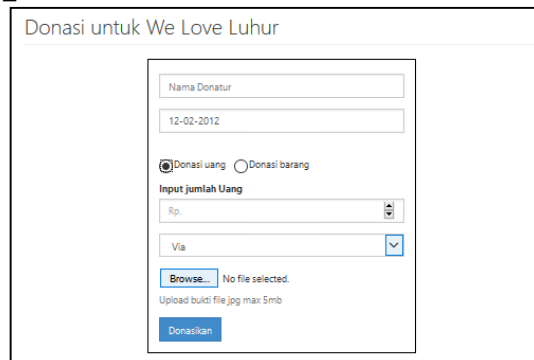 Donasi untuk We Love Luhur
Nama Donatur
12-02-2012
Donasi uang Donasi barang
Input jumlah Uang
Rp.
Via
Browse... No file selected.
Upload bukti file jpg max 5mb
Donasikan